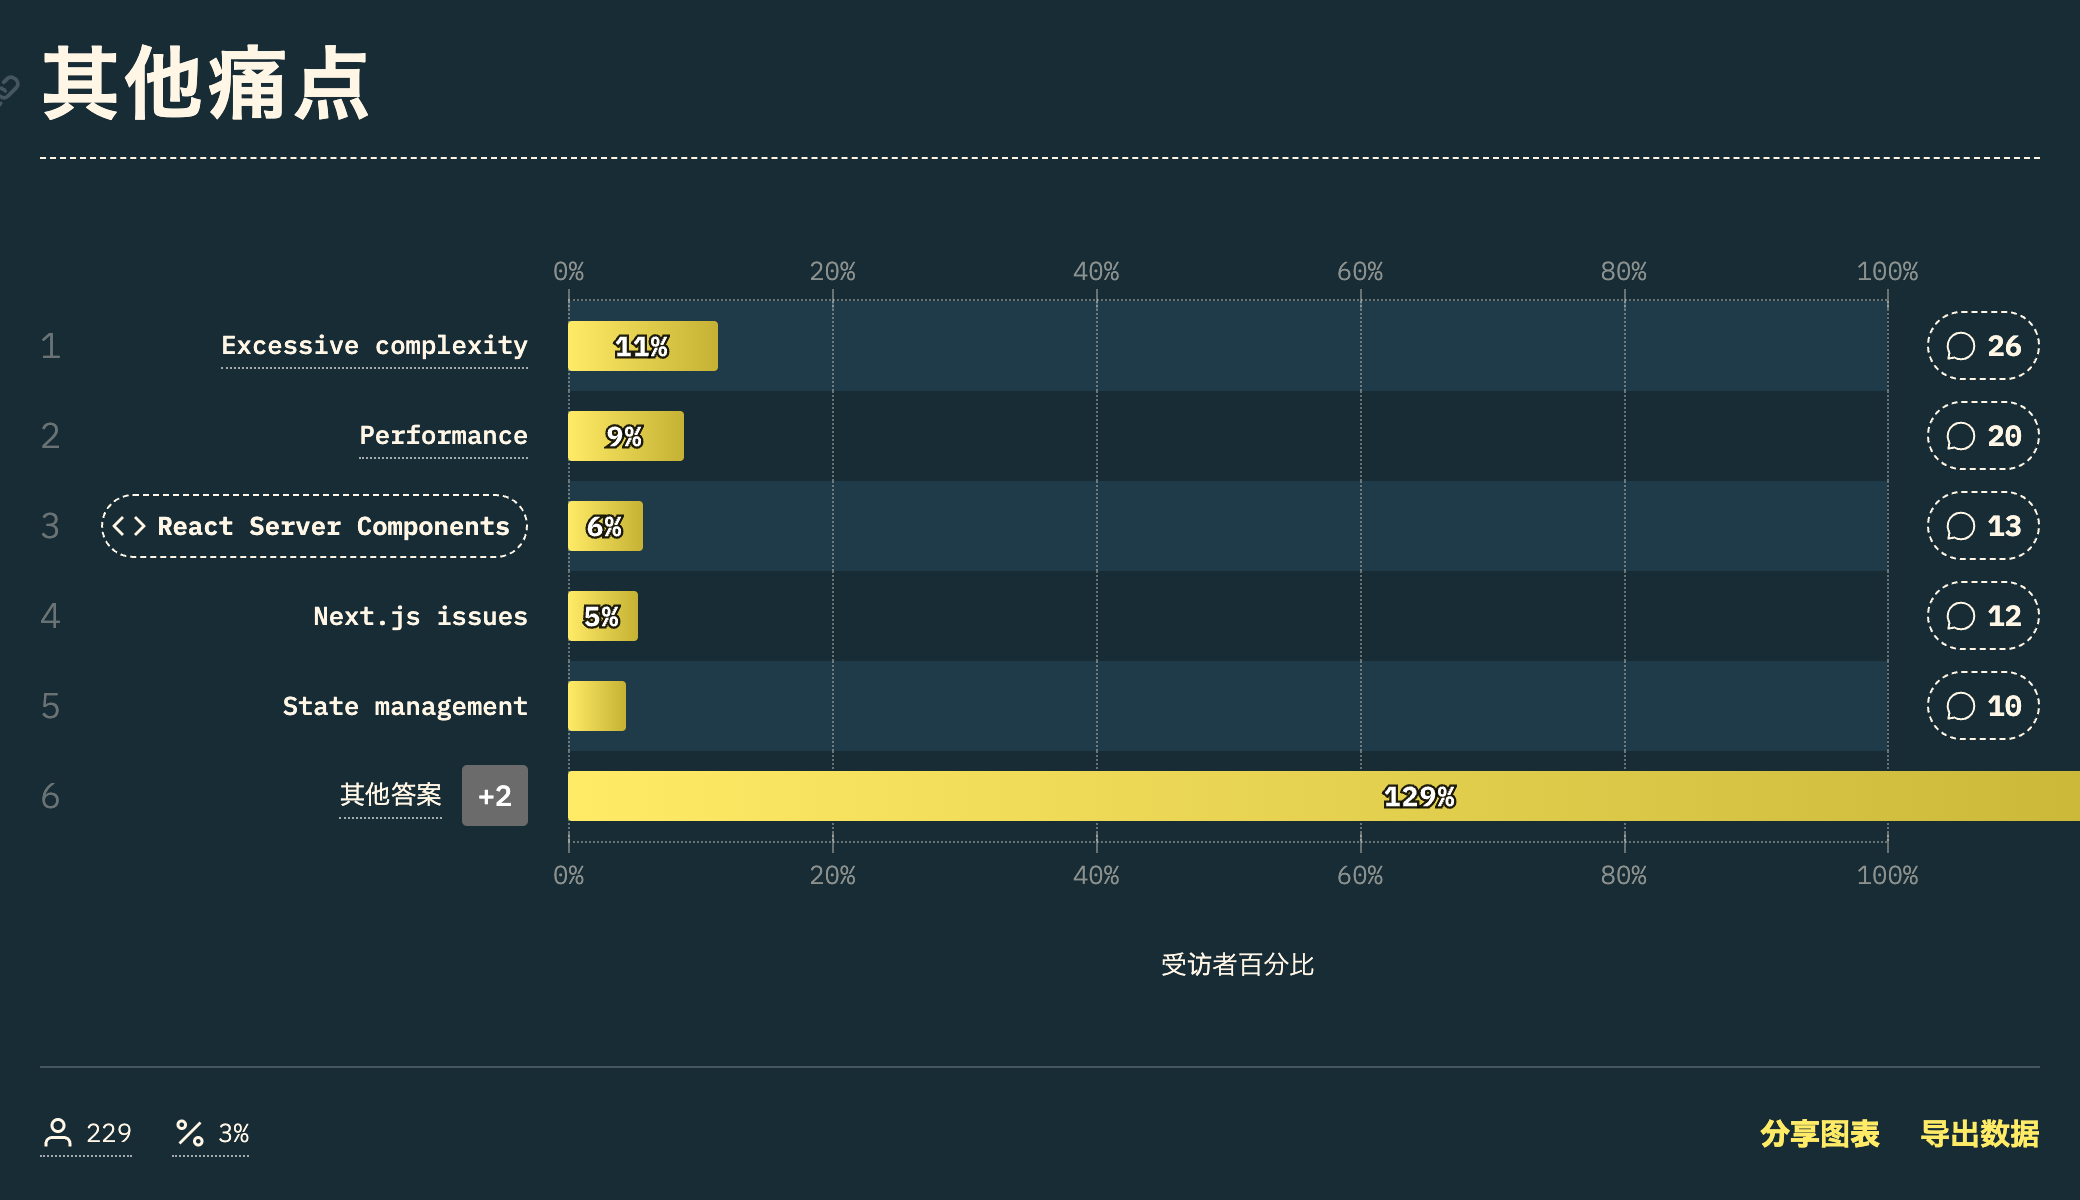 其他痛点
0% 20% 40% 60% 80% 100%
1 Excessive complexity 11% 26
2 Performance 9% 20
3 React Server Components 6% 13
4 Next.js issues 5% 12
5 State management 10
6 其他答案 +2 129%
0% 20% 40% 60% 80% 100%
受访者百分比
229 3% 分享图表 导出数据